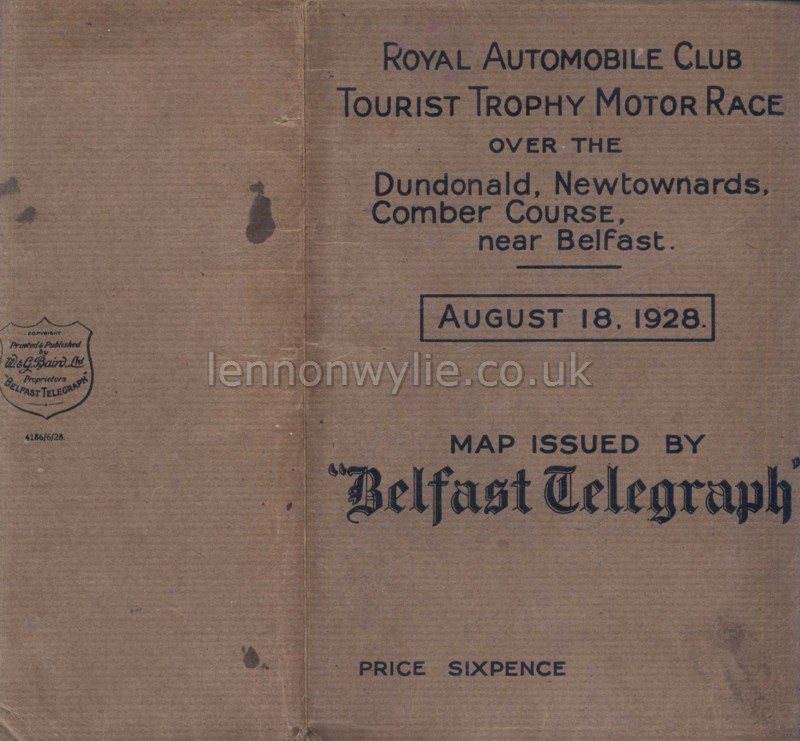 ROYAL AUTOMOBILE CLUB
TOURIST TROPHY MOTOR RACE
OVER THE
Dundonald, Newtownards,
Comber COURSE,
near Belfast.
AUGUST 18, 1928.
MAP ISSUED BY
"Belfast Telegraph"
PRICE SIXPENCE
COPYRIGHT
Printed & Published
by
W. & G. Baird, Ltd.
Proprietors
"BELFAST TELEGRAPH"
4186/6/28.
lennonwylie.co.uk